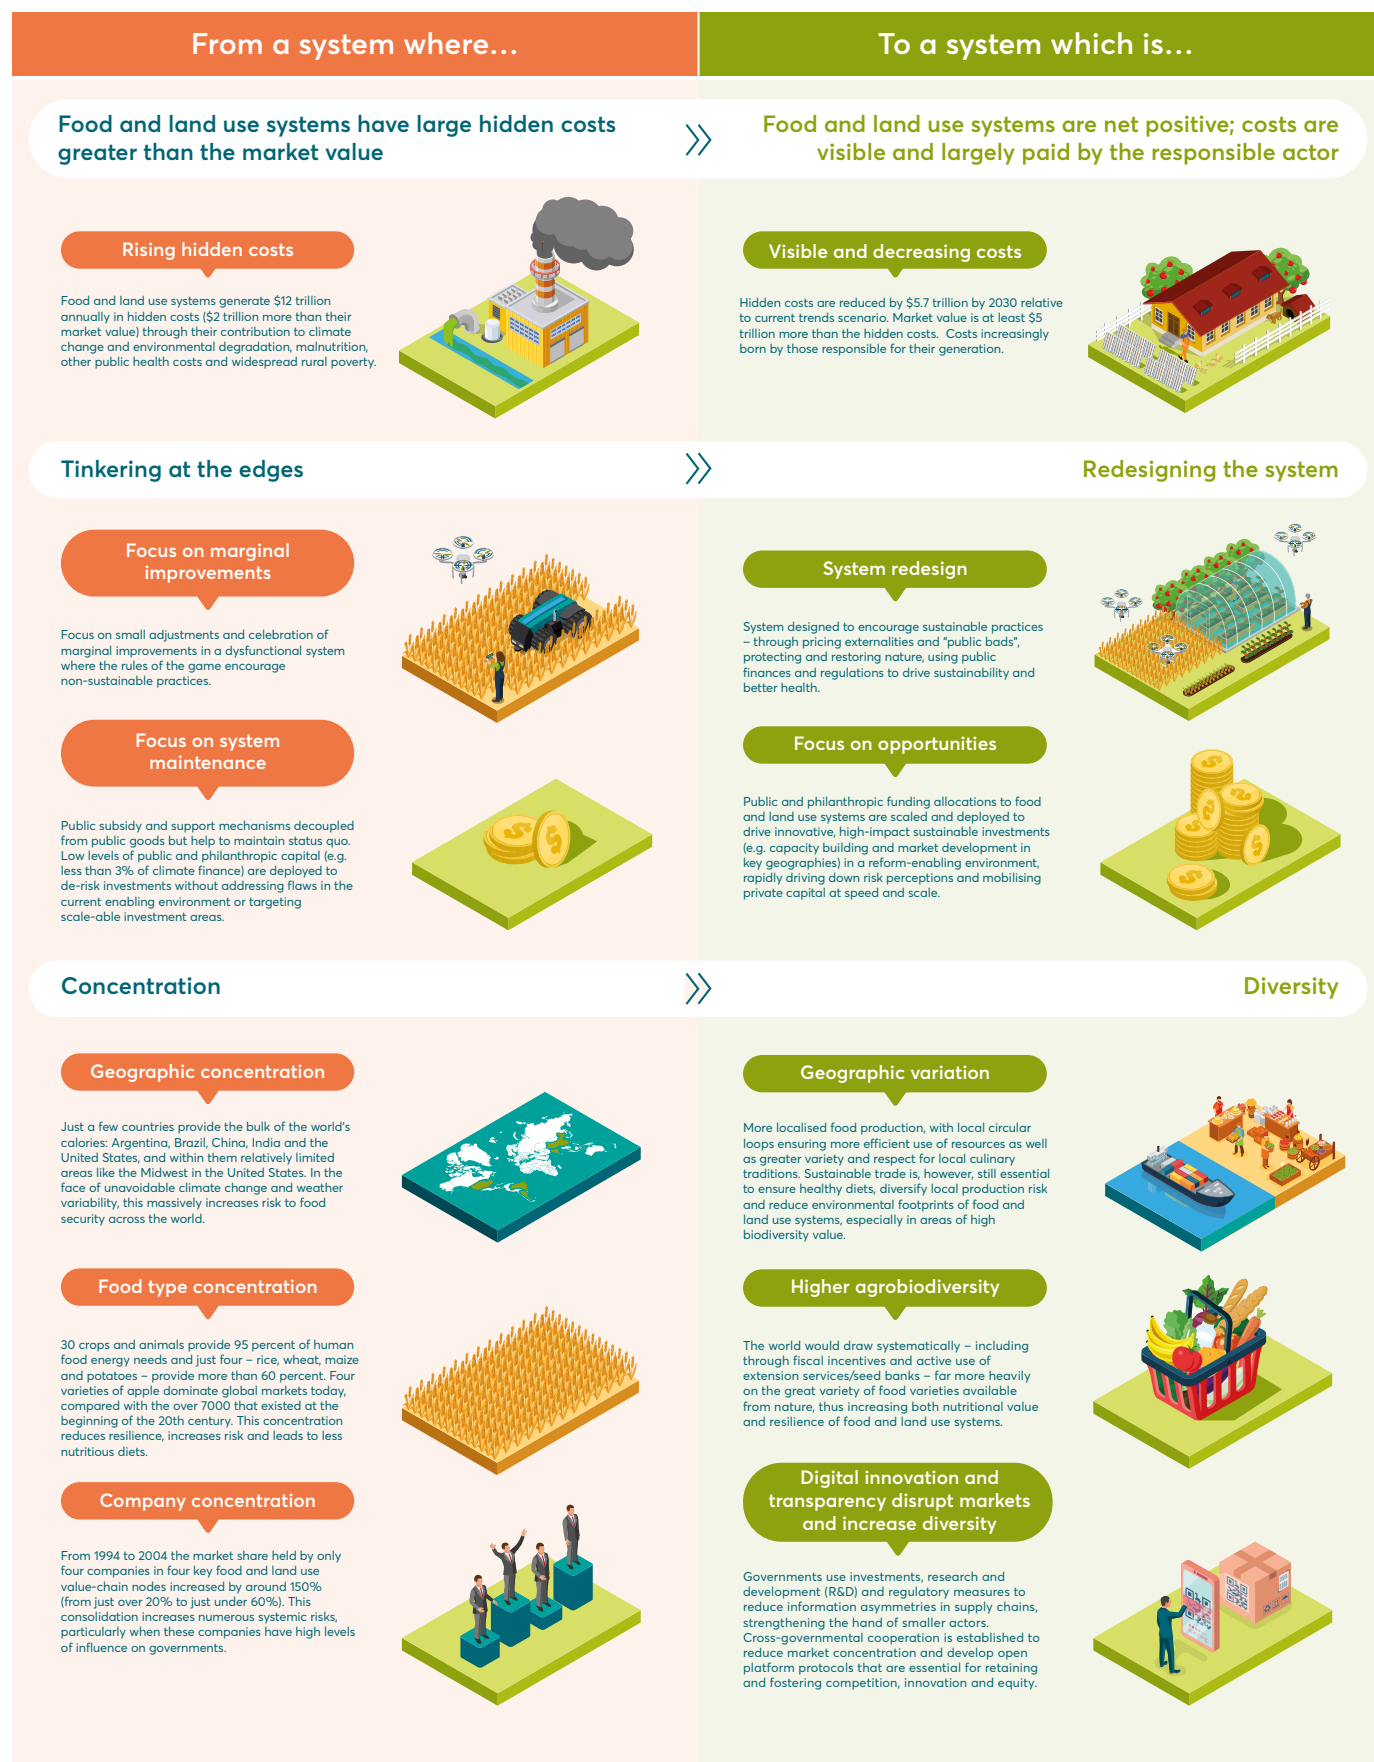 From a system where…
To a system which is…
Food and land use systems have large hidden costs
greater than the market value
Food and land use systems are net positive; costs are
visible and largely paid by the responsible actor
Rising hidden costs
Food and land use systems generate $12 trillion
annually in hidden costs ($2 trillion more than their
market value) through their contribution to climate
change and environmental degradation, malnutrition,
other public health costs and widespread rural poverty.
Visible and decreasing costs
Hidden costs are reduced by $5.7 trillion by 2030 relative
to current trends scenario. Market value is at least $5
trillion more than the hidden costs.  Costs increasingly
born by those responsible for their generation.
Tinkering at the edges
Redesigning the system
Focus on marginal
improvements
Focus on small adjustments and celebration of
marginal improvements in a dysfunctional system
where the rules of the game encourage
non-sustainable practices.
System redesign
System designed to encourage sustainable practices
– through pricing externalities and “public bads”,
protecting and restoring nature, using public
finances and regulations to drive sustainability and
better health.
Focus on system
maintenance
Public subsidy and support mechanisms decoupled
from public goods but help to maintain status quo.
Low levels of public and philanthropic capital (e.g.
less than 3% of climate finance) are deployed to
de-risk investments without addressing flaws in the
current enabling environment or targeting
scale-able investment areas.
Focus on opportunities
Public and philanthropic funding allocations to food
and land use systems are scaled and deployed to
drive innovative, high-impact sustainable investments
(e.g. capacity building and market development in
key geographies) in a reform-enabling environment,
rapidly driving down risk perceptions and mobilising
private capital at speed and scale.
Concentration
Diversity
Geographic concentration
Just a few countries provide the bulk of the world’s
calories: Argentina, Brazil, China, India and the
United States, and within them relatively limited
areas like the Midwest in the United States. In the
face of unavoidable climate change and weather
variability, this massively increases risk to food
security across the world.
Geographic variation
More localised food production, with local circular
loops ensuring more efficient use of resources as well
as greater variety and respect for local culinary
traditions. Sustainable trade is, however, still essential
to ensure healthy diets, diversify local production risk
and reduce environmental footprints of food and
land use systems, especially in areas of high
biodiversity value.
Food type concentration
30 crops and animals provide 95 percent of human
food energy needs and just four – rice, wheat, maize
and potatoes – provide more than 60 percent. Four
varieties of apple dominate global markets today,
compared with the over 7000 that existed at the
beginning of the 20th century. This concentration
reduces resilience, increases risk and leads to less
nutritious diets.
Higher agrobiodiversity
The world would draw systematically – including
through fiscal incentives and active use of
extension services/seed banks – far more heavily
on the great variety of food varieties available
from nature, thus increasing both nutritional value
and resilience of food and land use systems.
Company concentration
From 1994 to 2004 the market share held by only
four companies in four key food and land use
value-chain nodes increased by around 150%
(from just over 20% to just under 60%). This
consolidation increases numerous systemic risks,
particularly when these companies have high levels
of influence on governments.
Digital innovation and
transparency disrupt markets
and increase diversity
Governments use investments, research and
development (R&D) and regulatory measures to
reduce information asymmetries in supply chains,
strengthening the hand of smaller actors.
Cross-governmental cooperation is established to
reduce market concentration and develop open
platform protocols that are essential for retaining
and fostering competition, innovation and equity.